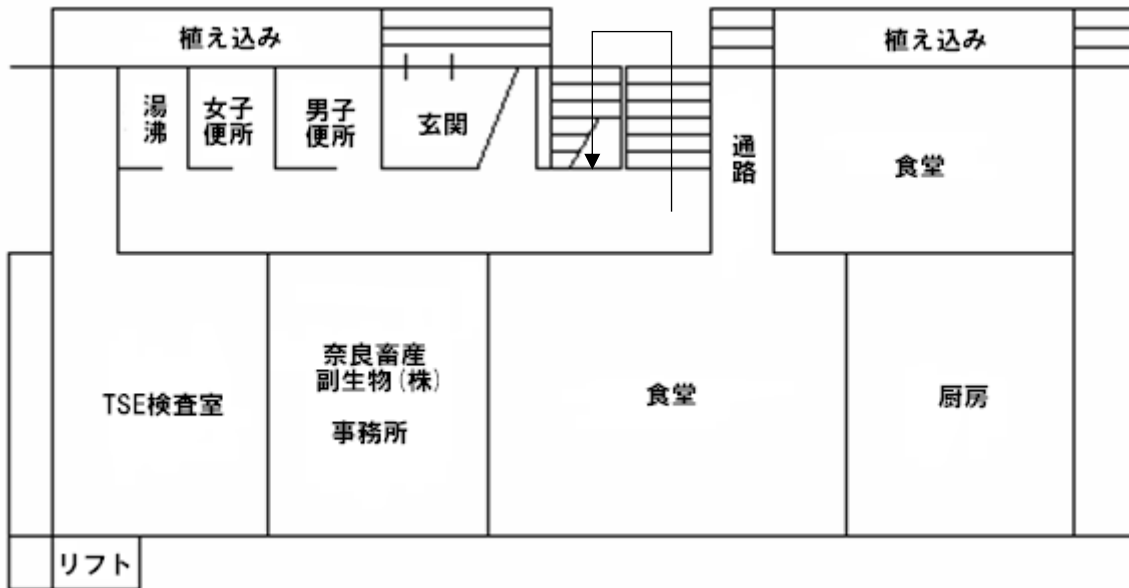 植え込み
植え込み
湯沸
女子
便所
男子
便所
玄関
通路
食堂
TSE検査室
奈良畜産
副生物(株)
事務所
食堂
厨房
リフト